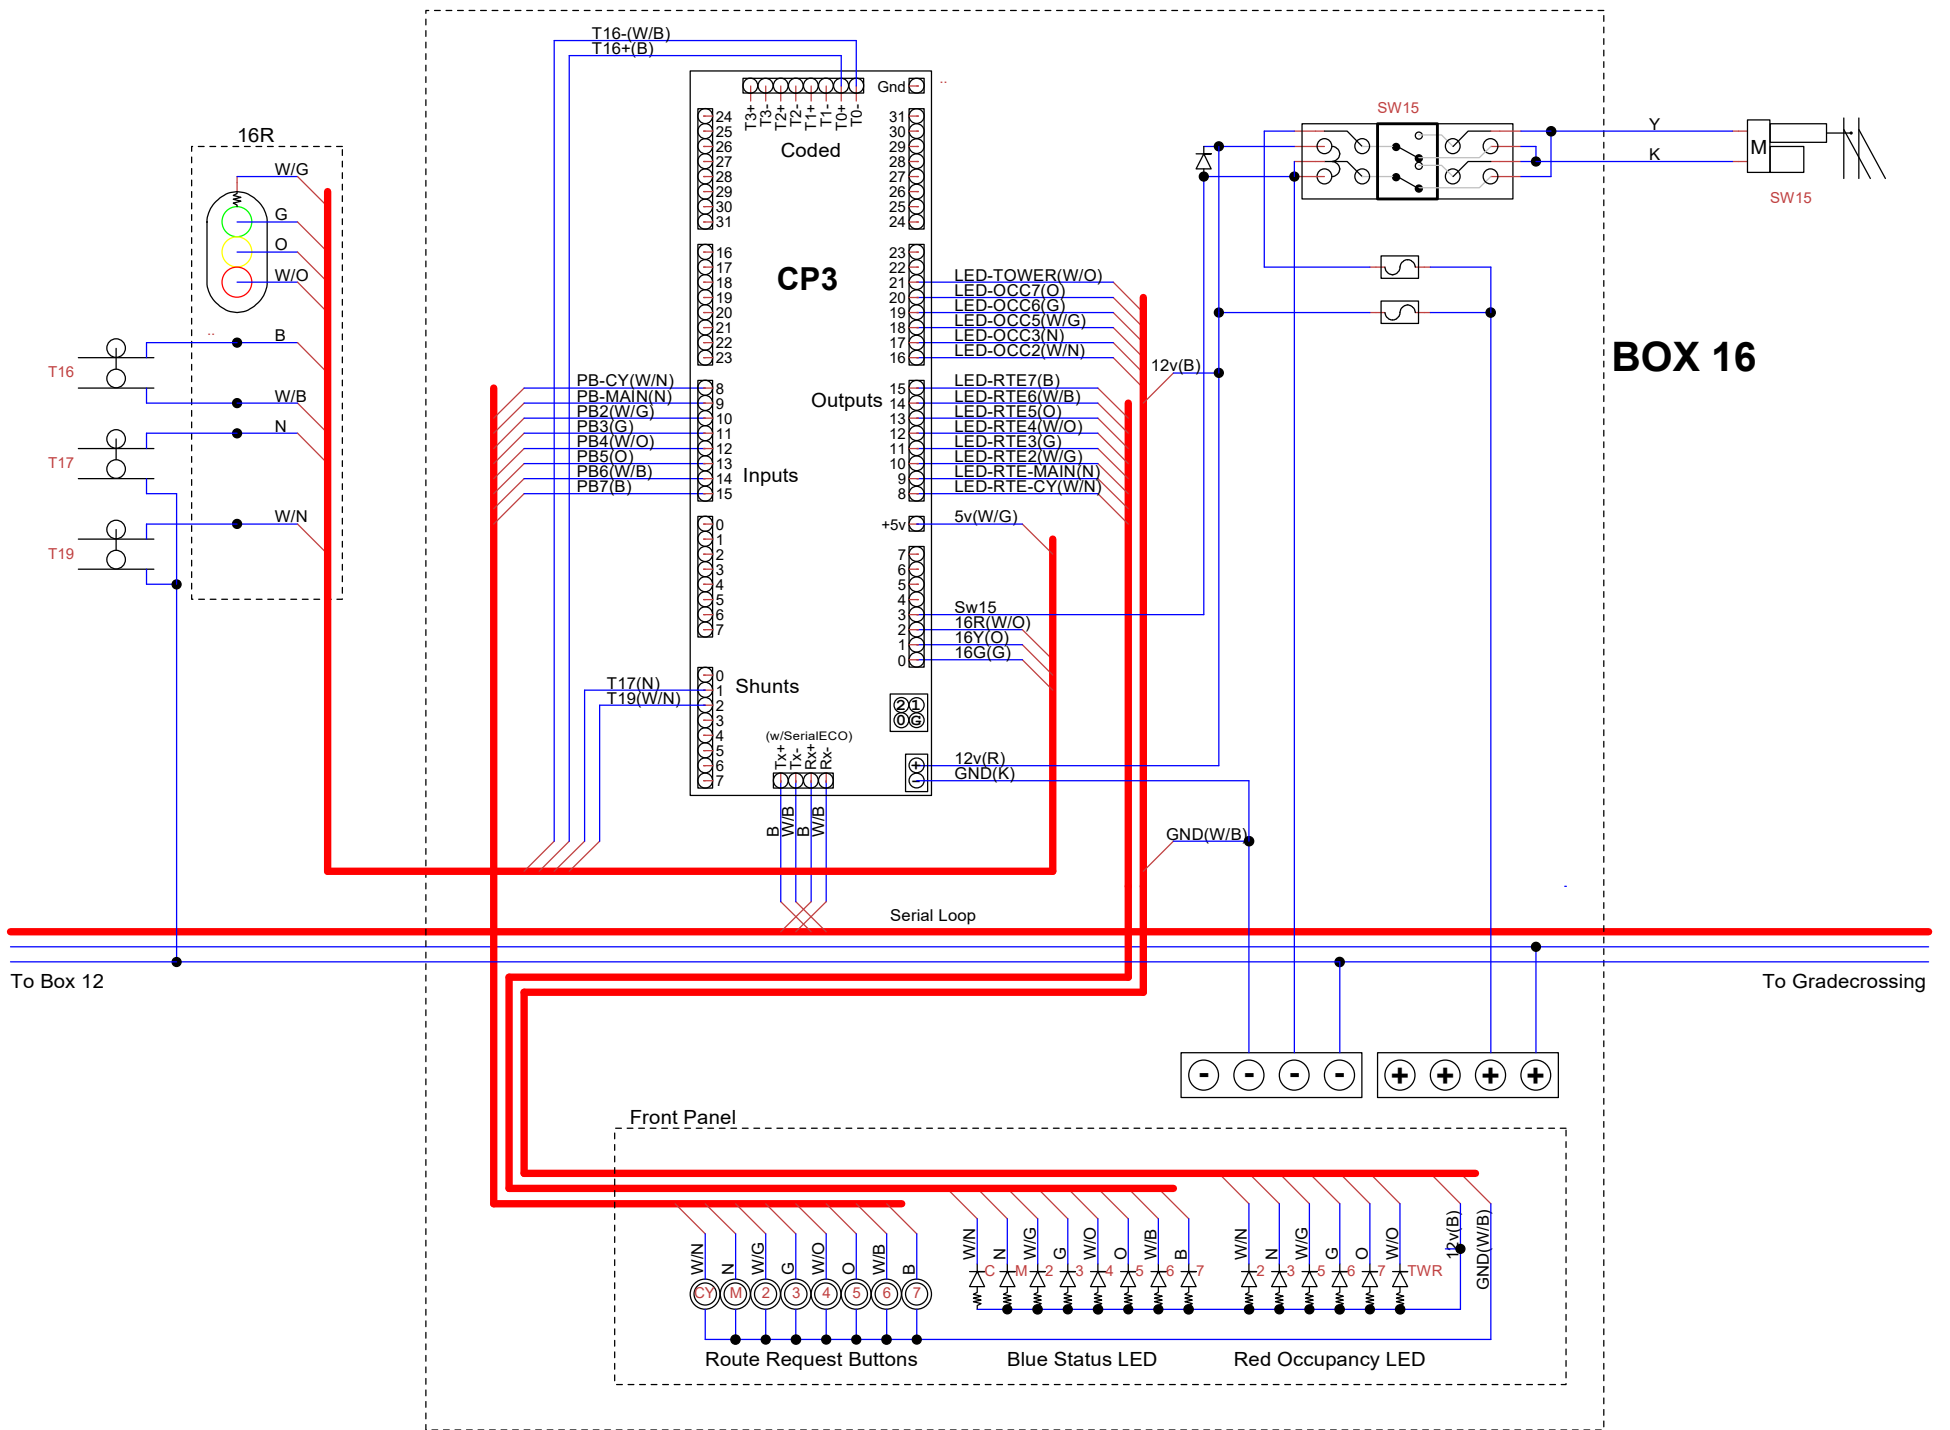 T16-(W/B)
T16+(B)
Gnd
T3+
T3-
T2+
T2-
T1+
T1-
T0+
T0-
Coded
24
25
26
27
28
29
30
31
31
30
29
28
27
26
25
24
16
17
18
19
20
21
22
23
CP3
23
22
21
20
19
18
17
16
LED-TOWER(W/O)
LED-OCC7(O)
LED-OCC6(G)
LED-OCC5(W/G)
LED-OCC3(N)
LED-OCC2(W/N)
12v(B)
PB-CY(W/N)
PB-MAIN(N)
PB2(W/G)
PB3(G)
PB4(W/O)
PB5(O)
PB6(W/B)
PB7(B)
8
9
10
11
12
13
14
15
Inputs
Outputs
15
14
13
12
11
10
9
8
LED-RTE7(B)
LED-RTE6(W/B)
LED-RTE5(O)
LED-RTE4(W/O)
LED-RTE3(G)
LED-RTE2(W/G)
LED-RTE-MAIN(N)
LED-RTE-CY(W/N)
0
1
2
3
4
5
6
7
+5v
5v(W/G)
7
6
5
4
3
2
1
0
Sw15
16R(W/O)
16Y(O)
16G(G)
T17(N)
T19(W/N)
0
1
2
3
4
5
6
7
Shunts
2 1
0 G
(w/SerialECO)
Tx+
Tx-
Rx+
Rx-
+
-
12v(R)
GND(K)
B
W/B
B
W/B
GND(W/B)
16R
W/G
G
O
W/O
B
W/B
N
W/N
T16
T17
T19
SW15
Y
K
M
SW15
BOX 16
Serial Loop
To Box 12
To Gradecrossing
- - - -
+ + + +
Front Panel
W/N
N
W/G
G
W/O
O
W/B
B
CY
M
2
3
4
5
6
7
Route Request Buttons
W/N
N
W/G
G
W/O
O
W/B
B
C
M
2
3
4
5
6
7
Blue Status LED
W/N
N
W/G
G
O
W/O
2
3
5
6
7
TWR
12v(B)
GND(W/B)
Red Occupancy LED